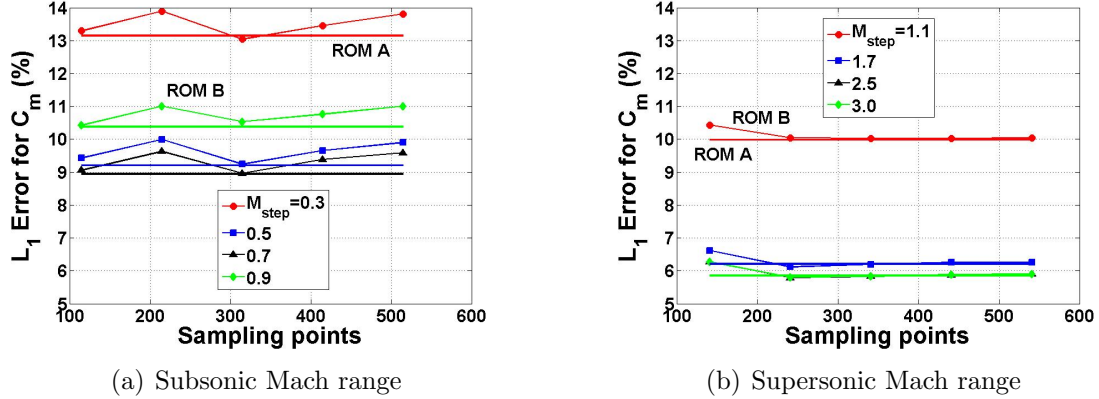 14
13
12
11
10
9
8
7
6
5
100 200 300 400 500 600
L1 Error for Cm (%)
Sampling points
ROM A
ROM B
Mstep=0.3
0.5
0.7
0.9
(a) Subsonic Mach range
14
13
12
11
10
9
8
7
6
5
100 200 300 400 500 600
L1 Error for Cm (%)
Sampling points
Mstep=1.1
1.7
2.5
3.0
ROM B
ROM A
(b) Supersonic Mach range